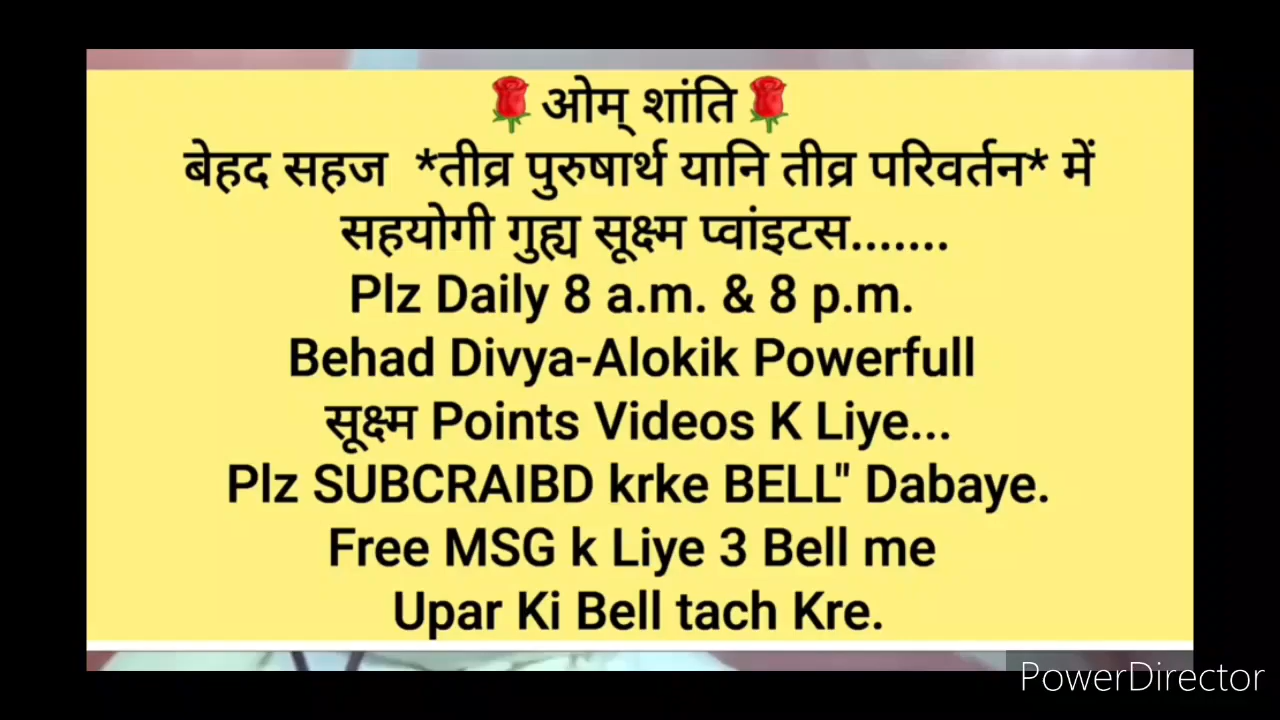 🌹ओम् शांति🌹
बेहद सहज *तीव्र पुरुषार्थ यानि तीव्र परिवर्तन* में
सहयोगी गुह्य सूक्ष्म प्वांइटस.......
Plz Daily 8 a.m. & 8 p.m.
Behad Divya-Alokik Powerfull
सूक्ष्म Points Videos K Liye...
Plz SUBCRAIBD krke BELL" Dabaye.
Free MSG k Liye 3 Bell me
Upar Ki Bell tach Kre.
PowerDirector